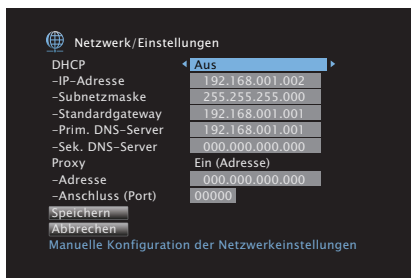 Netzwerk/Einstellungen
DHCP Aus
-IP-Adresse 192.168.001.002
-Subnetzmaske 255.255.255.000
-Standardgateway 192.168.001.001
-Prim. DNS-Server 192.168.001.001
-Sek. DNS-Server 000.000.000.000
Proxy Ein (Adresse)
-Adresse 000.000.000.000
-Anschluss (Port) 00000
Speichern
Abbrechen
Manuelle Konfiguration der Netzwerkeinstellungen